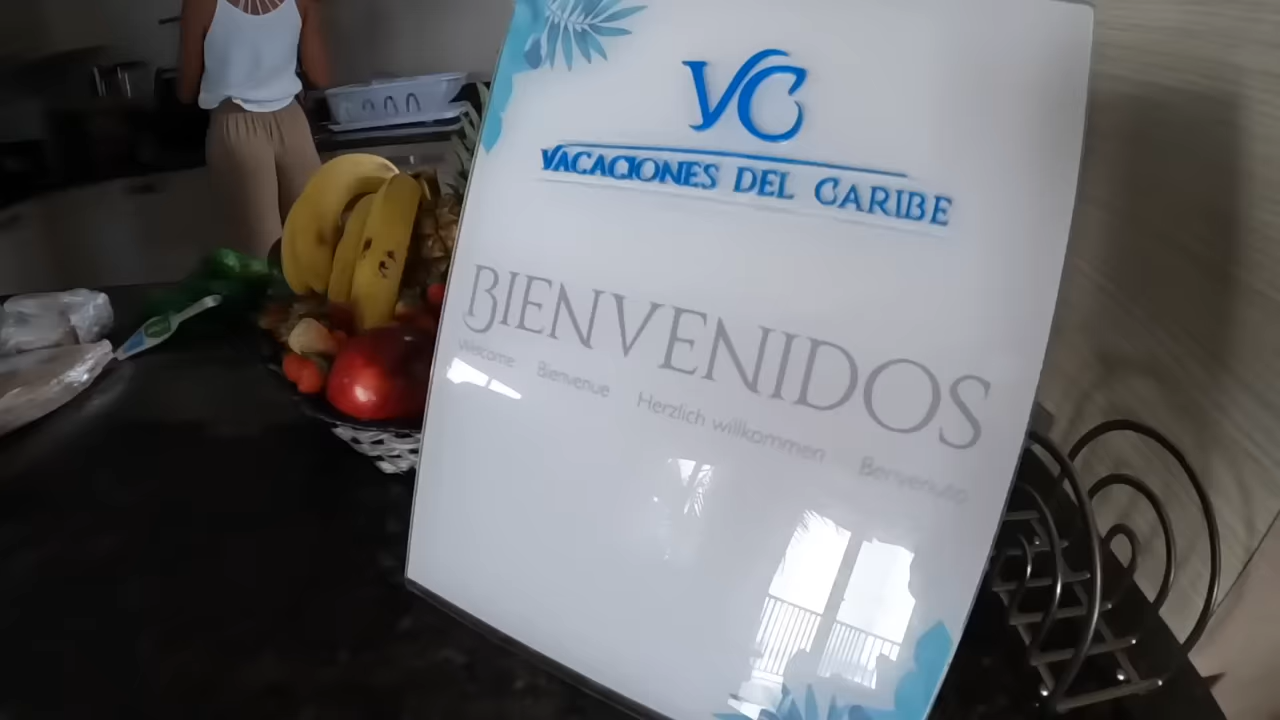 VC
VACACIONES DEL CARIBE
BIENVENIDOS
Welcome Bienvenue Herzlich willkommen Benvenuto